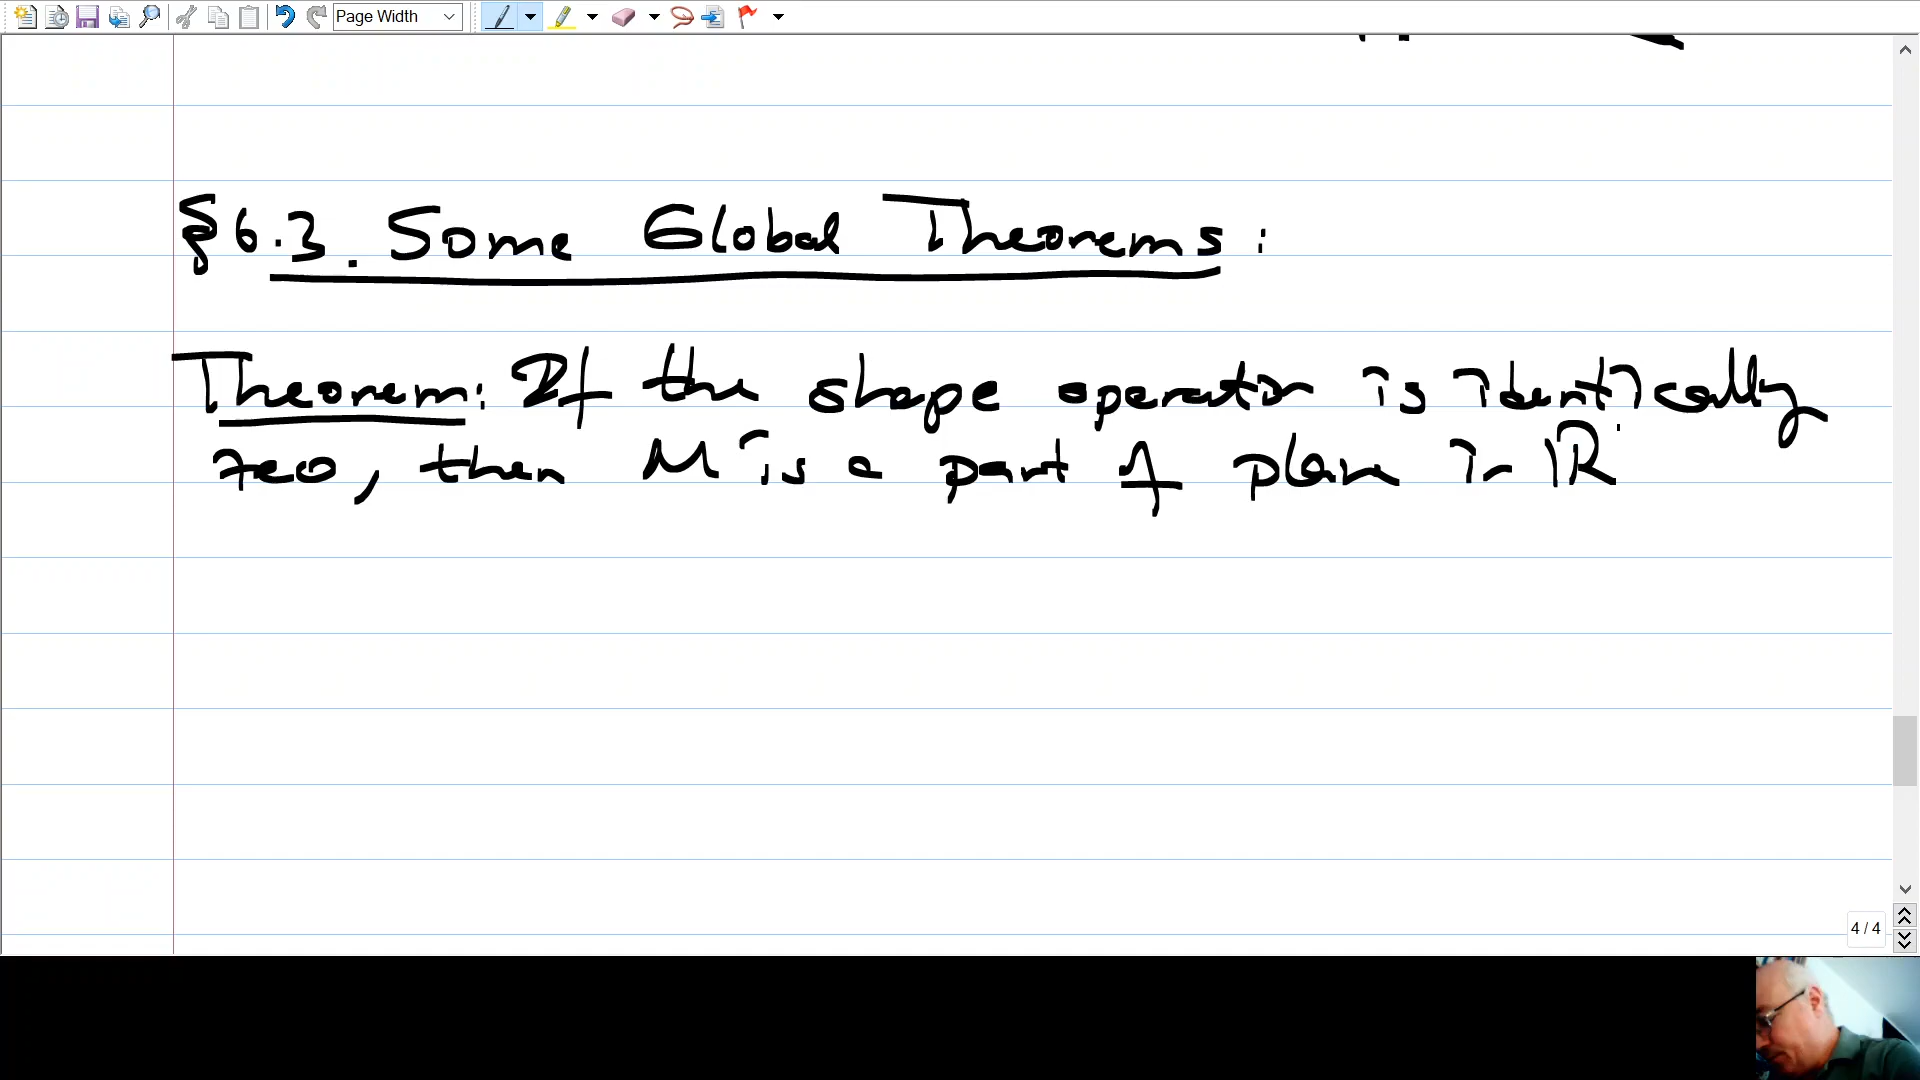 Page Width
§ 6.3. Some Global Theorems:
Theorem: If the shape operator is identically
zero, then M is a part of plane in ℝ
4 / 4